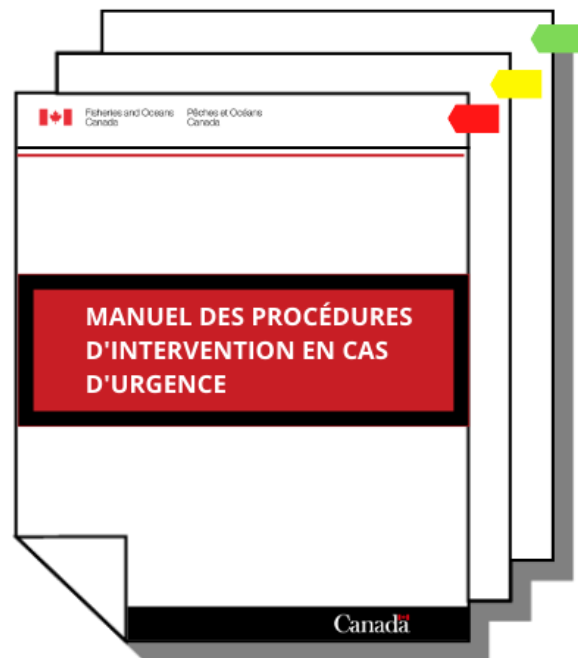 Fisheries and Oceans Pêches et Océans
Canada Canada
MANUEL DES PROCÉDURES
D'INTERVENTION EN CAS
D'URGENCE
Canada